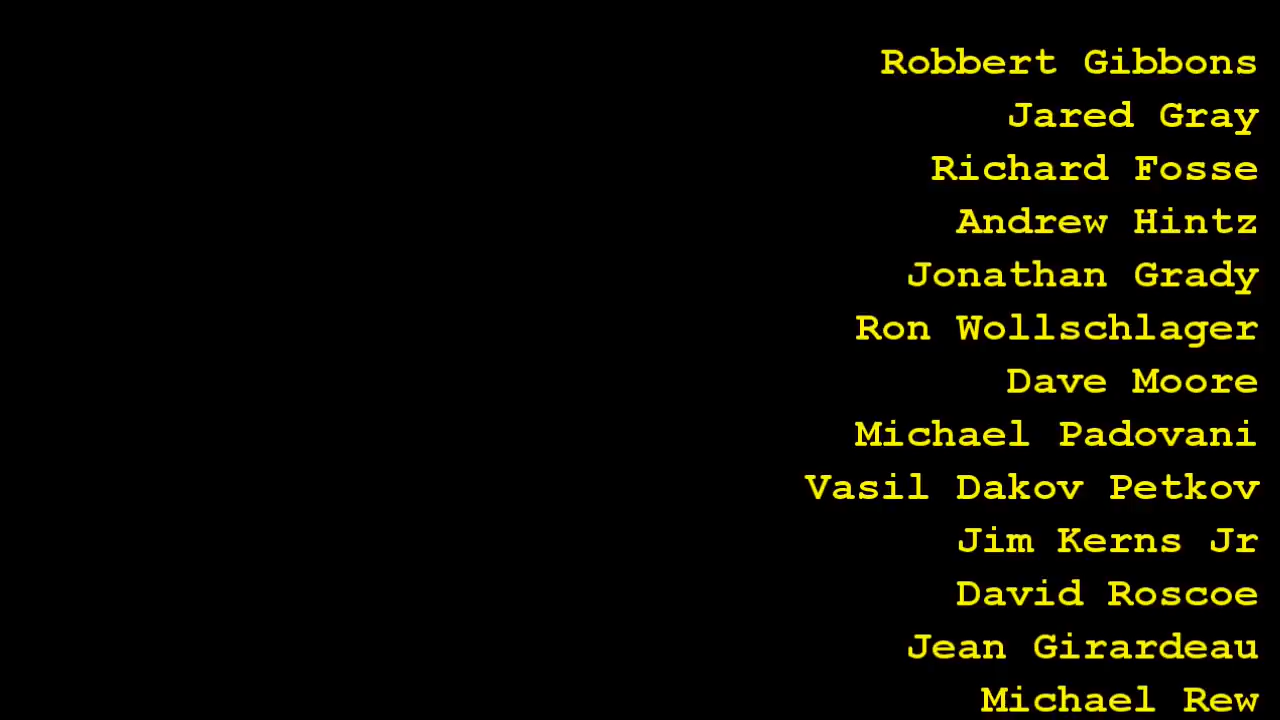 Robbert Gibbons
Jared Gray
Richard Fosse
Andrew Hintz
Jonathan Grady
Ron Wollschlager
Dave Moore
Michael Padovani
Vasil Dakov Petkov
Jim Kerns Jr
David Roscoe
Jean Girardeau
Michael Rew